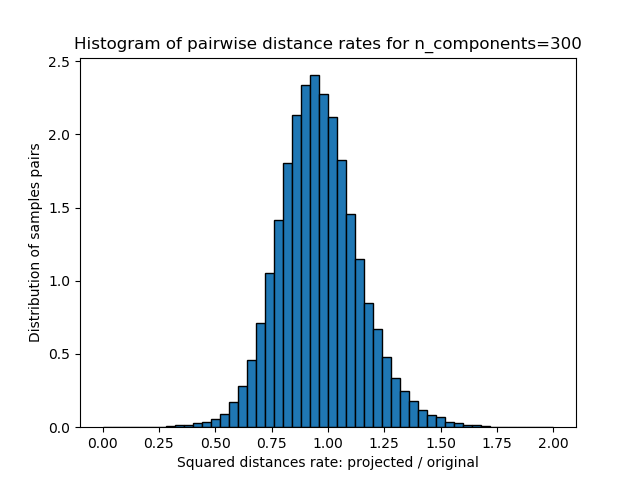 Histogram of pairwise distance rates for n_components=300
2.5
2.0
1.5
1.0
0.5
0.0
Distribution of samples pairs
0.00 0.25 0.50 0.75 1.00 1.25 1.50 1.75 2.00
Squared distances rate: projected / original